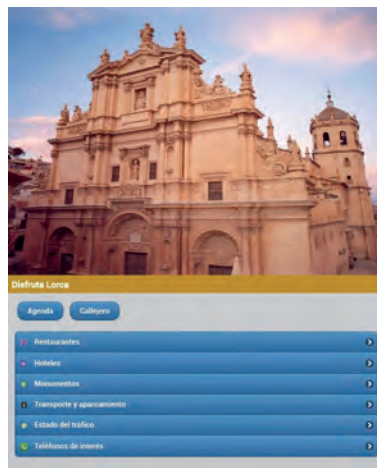 Disfruta Lorca
Agenda
Callejero
Restaurantes
Hoteles
Monumentos
Transporte y aparcamiento
Estado del tráfico
Teléfonos de interés